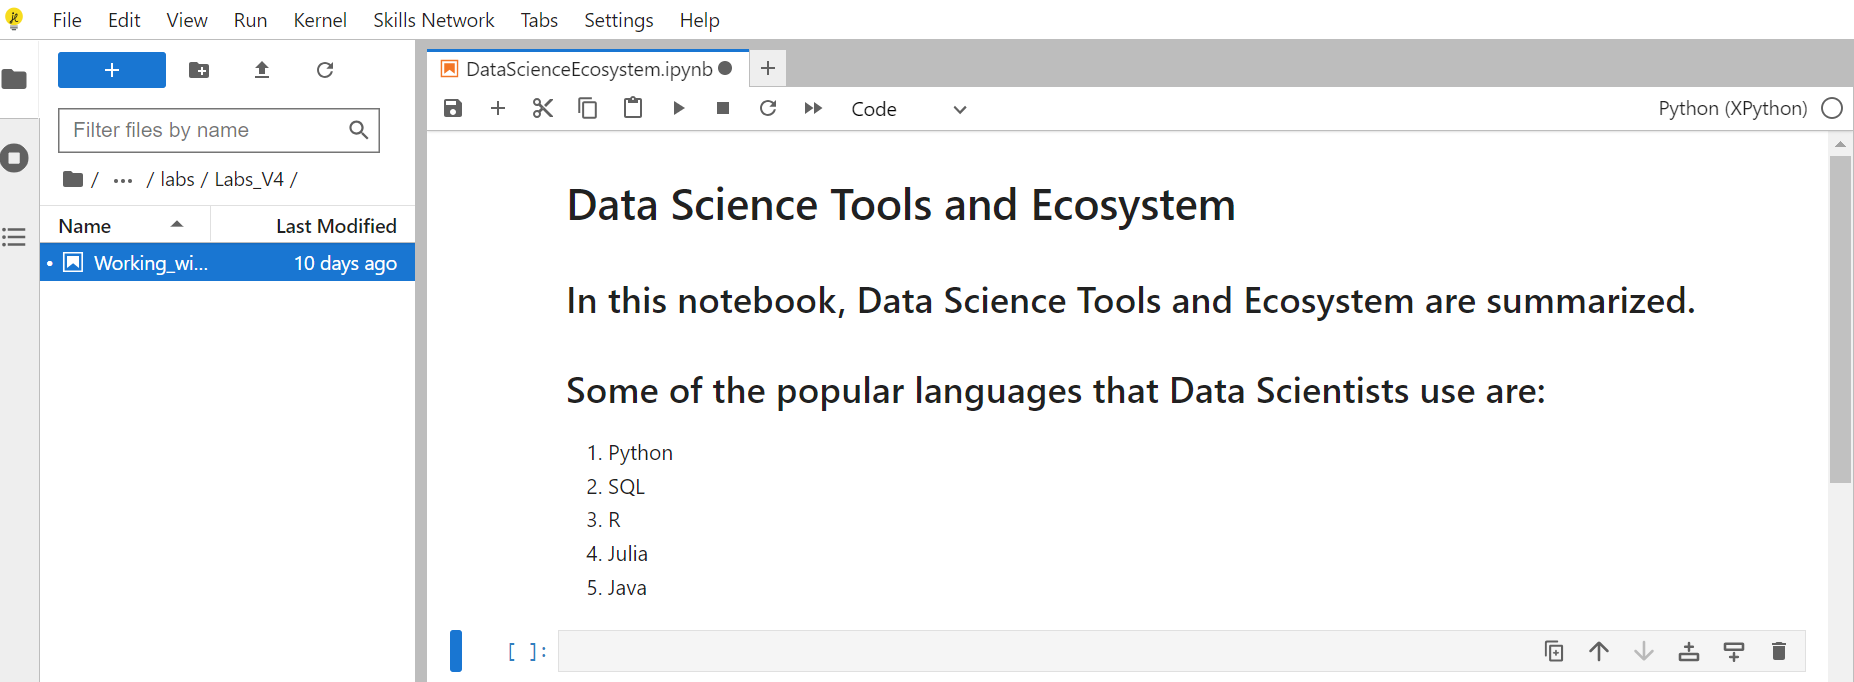 File Edit View Run Kernel Skills Network Tabs Settings Help
+
Filter files by name
/ ... / labs / Labs_V4 /
Name Last Modified
Working_wi... 10 days ago
DataScienceEcosystem.ipynb
Code
Python (XPython)
Data Science Tools and Ecosystem
In this notebook, Data Science Tools and Ecosystem are summarized.
Some of the popular languages that Data Scientists use are:
1. Python
2. SQL
3. R
4. Julia
5. Java
[ ]: